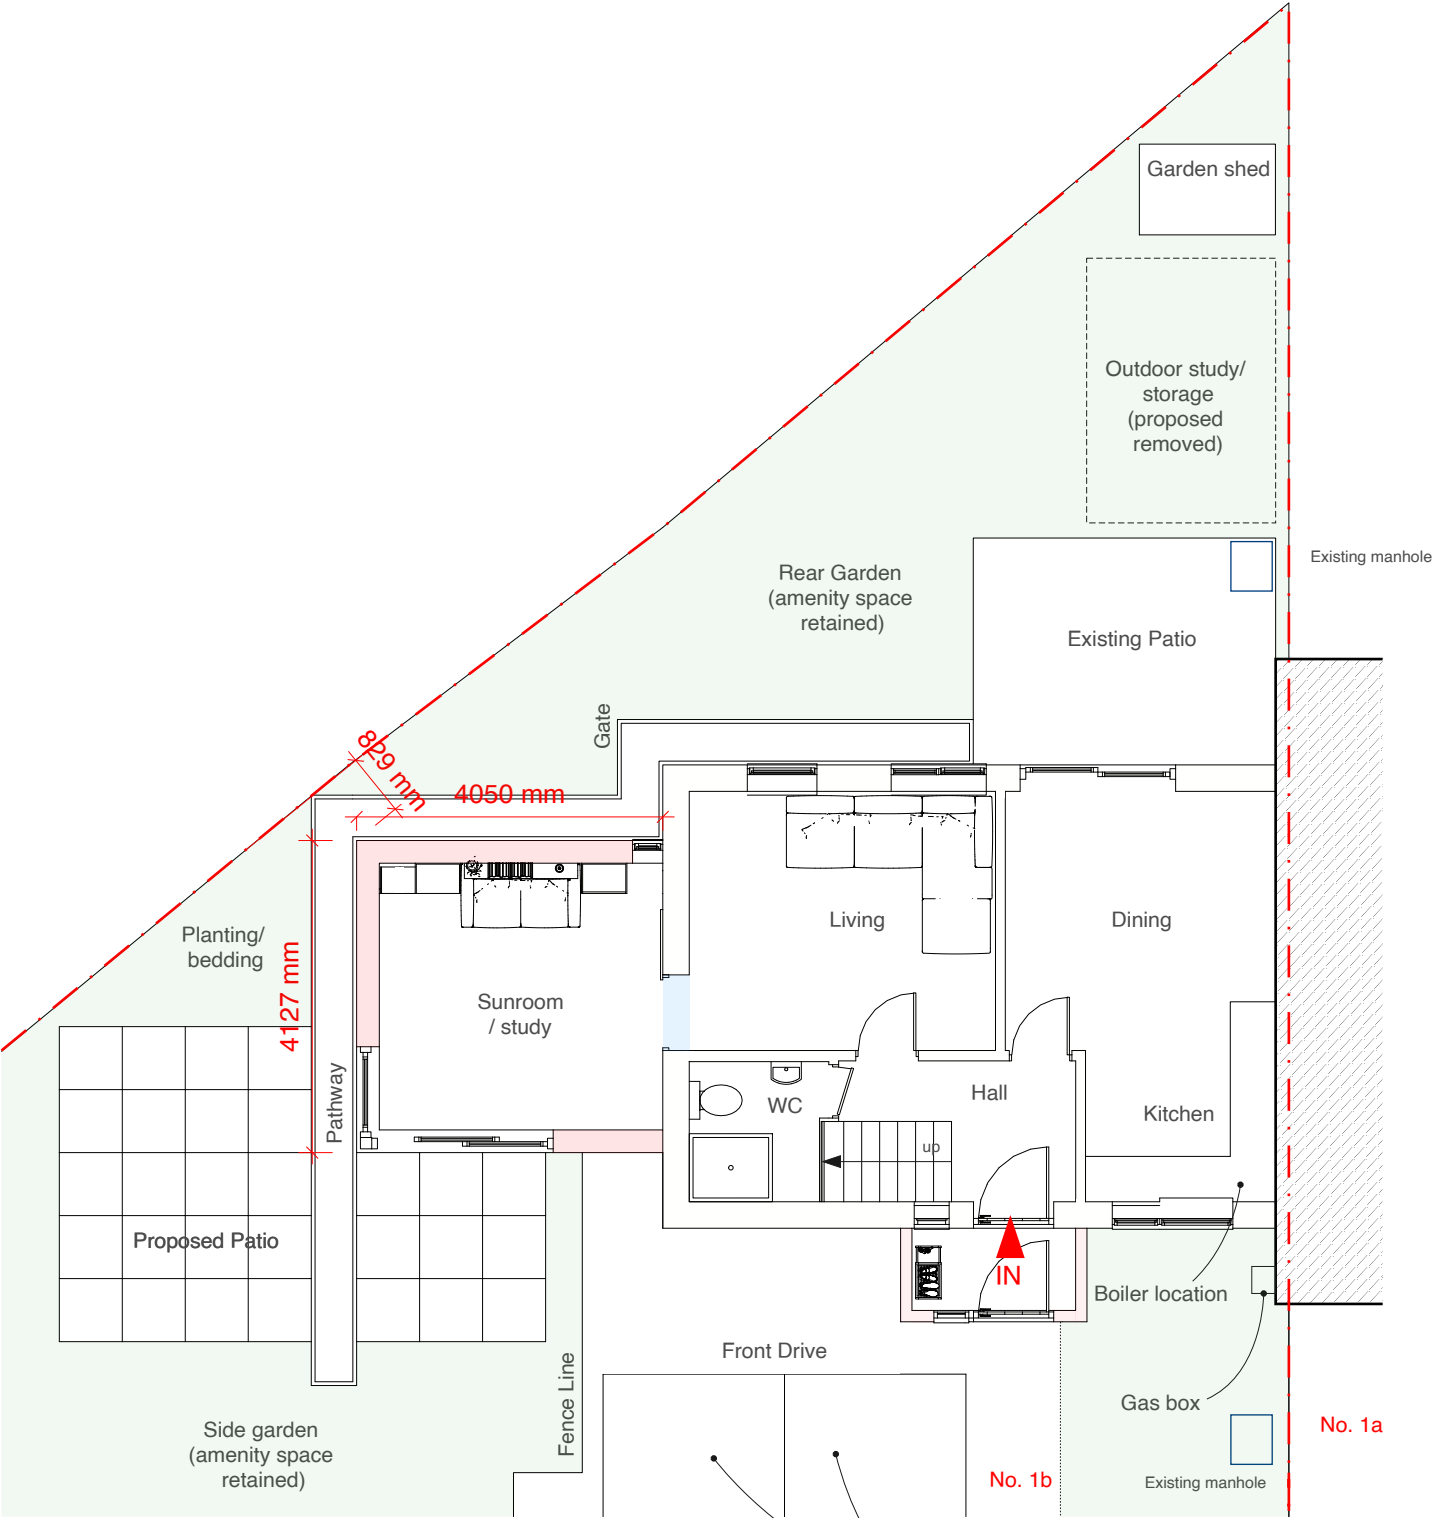 Garden shed
Outdoor study/
storage
(proposed
removed)
Existing manhole
Rear Garden
(amenity space
retained)
Existing Patio
Gate
829 mm
4050 mm
Living
Dining
Planting/
bedding
4127 mm
Sunroom
/ study
Pathway
WC
Hall
Kitchen
up
Proposed Patio
IN
Boiler location
Front Drive
Fence Line
Gas box
Side garden
(amenity space
retained)
No. 1a
No. 1b
Existing manhole